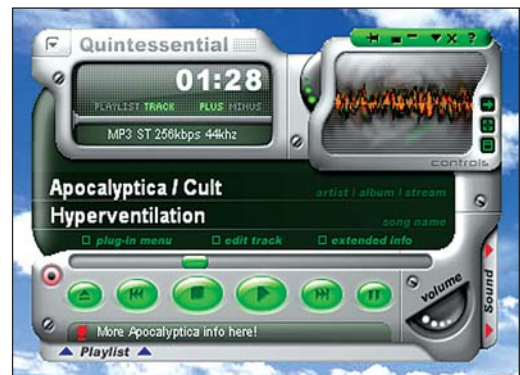 Quintessential
01:28
PLAYLIST TRACK PLUS MINUS
MP3 ST 256kbps 44khz
controls
Apocalyptica / Cult
artist | album | stream
Hyperventilation
song name
plug-in menu
edit track
extended info
volume
Sound
More Apocalyptica info here!
Playlist